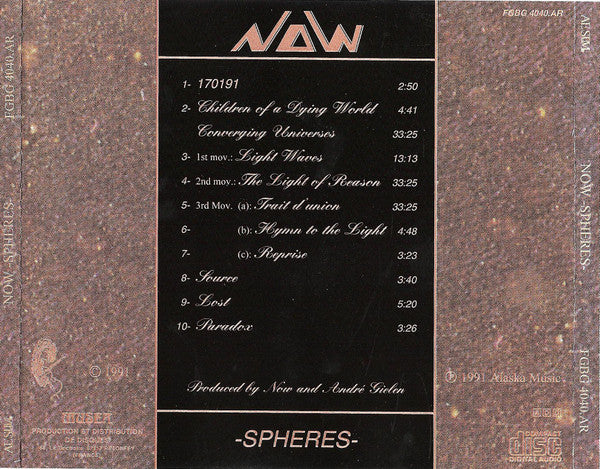 NOW
FGBG 4040.AR
1- 170191 2:50
2- Children of a Dying World 4:41
Converging Universes 33:25
3- 1st mov.: Light Waves 13:13
4- 2nd mov.: The Light of Reason 33:25
5- 3rd Mov. (a): Trait d'union 33:25
6- (b): Hymn to the Light 4:48
7- (c): Reprise 3:23
8- Source 3:40
9- Lost 5:20
10- Paradox 3:26
Produced by Now and André Gielen
-SPHERES-
© 1991
MUSEA
PRODUCTION ET DISTRIBUTION
DE DISQUES
(FRANCE)
℗ 1991 Alaska Music
COMPACT
disc
DIGITAL AUDIO
FGBG 4040.AR
NOW -SPHERES-
NOW -SPHERES-
FGBG 4040.AR